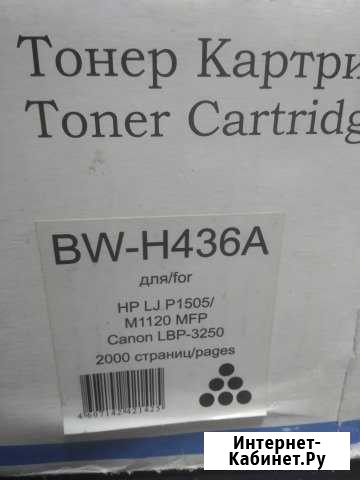 Тонер Картри
Toner Cartridg
BW-H436A
для/for
HP LJ P1505/
M1120 MFP
Canon LBP-3250
2000 страниц/pages
4607142421425
Интернет-
Кабинет.Ру